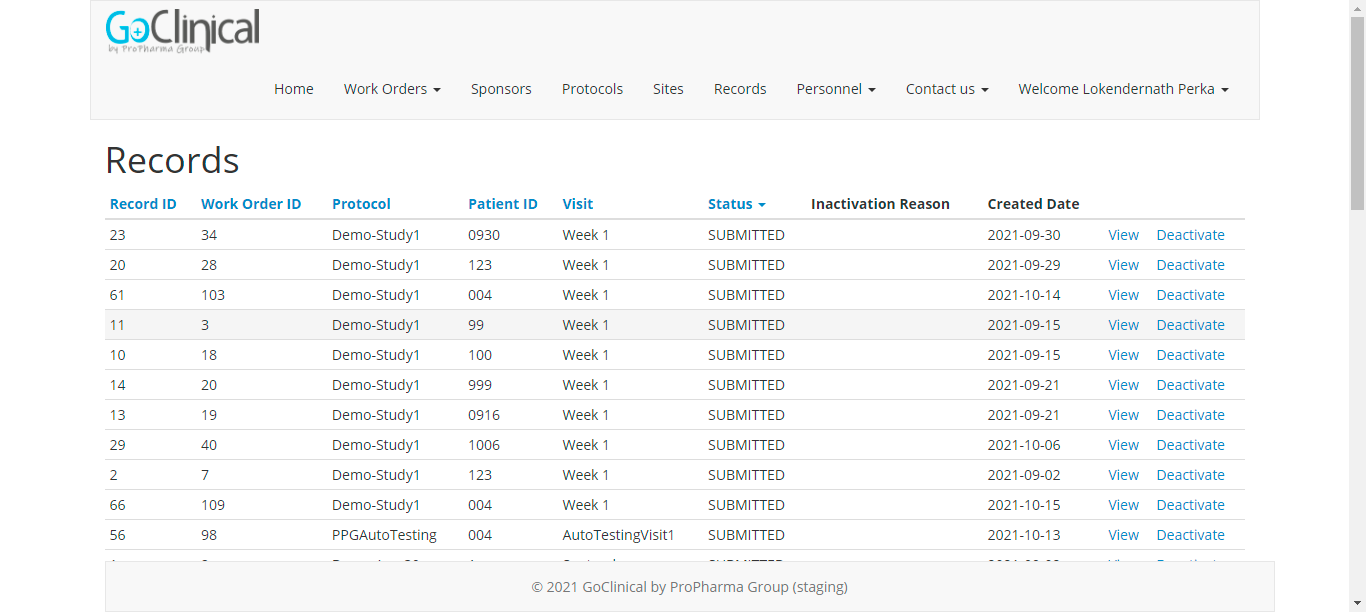 GoClinical
by ProPharma Group
Home Work Orders Sponsors Protocols Sites Records Personnel Contact us Welcome Lokendernath Perka
Records
Record ID Work Order ID Protocol Patient ID Visit Status Inactivation Reason Created Date
23 34 Demo-Study1 0930 Week 1 SUBMITTED 2021-09-30 View Deactivate
20 28 Demo-Study1 123 Week 1 SUBMITTED 2021-09-29 View Deactivate
61 103 Demo-Study1 004 Week 1 SUBMITTED 2021-10-14 View Deactivate
11 3 Demo-Study1 99 Week 1 SUBMITTED 2021-09-15 View Deactivate
10 18 Demo-Study1 100 Week 1 SUBMITTED 2021-09-15 View Deactivate
14 20 Demo-Study1 999 Week 1 SUBMITTED 2021-09-21 View Deactivate
13 19 Demo-Study1 0916 Week 1 SUBMITTED 2021-09-21 View Deactivate
29 40 Demo-Study1 1006 Week 1 SUBMITTED 2021-10-06 View Deactivate
2 7 Demo-Study1 123 Week 1 SUBMITTED 2021-09-02 View Deactivate
66 109 Demo-Study1 004 Week 1 SUBMITTED 2021-10-15 View Deactivate
56 98 PPGAutoTesting 004 AutoTestingVisit1 SUBMITTED 2021-10-13 View Deactivate
© 2021 GoClinical by ProPharma Group (staging)